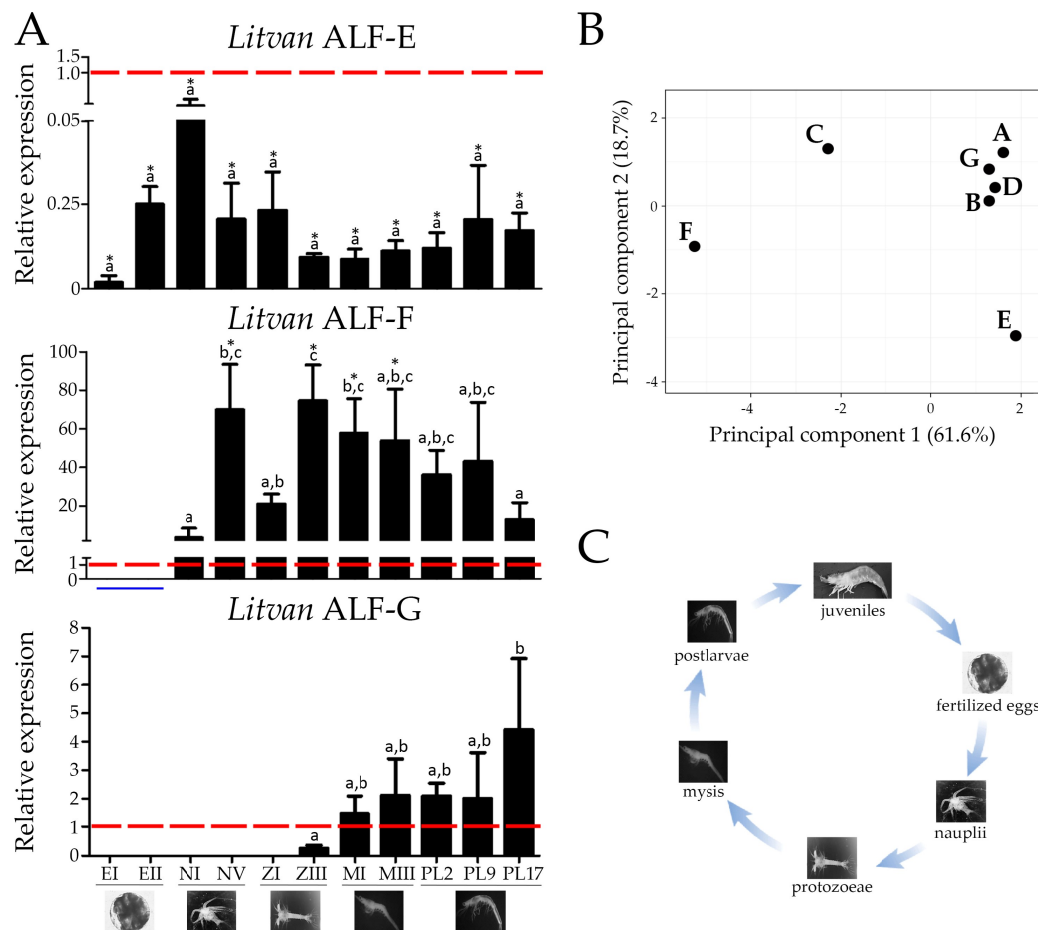 A
Litvan ALF-E
Relative expression
1.5
1.0
0.05
0.25
0
* a
* a
* a
* a
* a
* a
* a
* a
* a
* a
* a
Litvan ALF-F
Relative expression
100
80
60
40
20
1
0
a
* b,c
a,b
* c
* b,c
* a,b,c
a,b,c
a,b,c
a
Litvan ALF-G
Relative expression
8
7
6
5
4
3
2
1
0
a
a,b
a,b
a,b
a,b
b
EI EII NI NV ZI ZIII MI MIII PL2 PL9 PL17
B
Principal component 2 (18.7%)
2
0
-2
-4
A
C
G
D
B
F
E
-4 -2 0 2
Principal component 1 (61.6%)
C
juveniles
postlarvae
fertilized eggs
mysis
nauplii
protozoeae